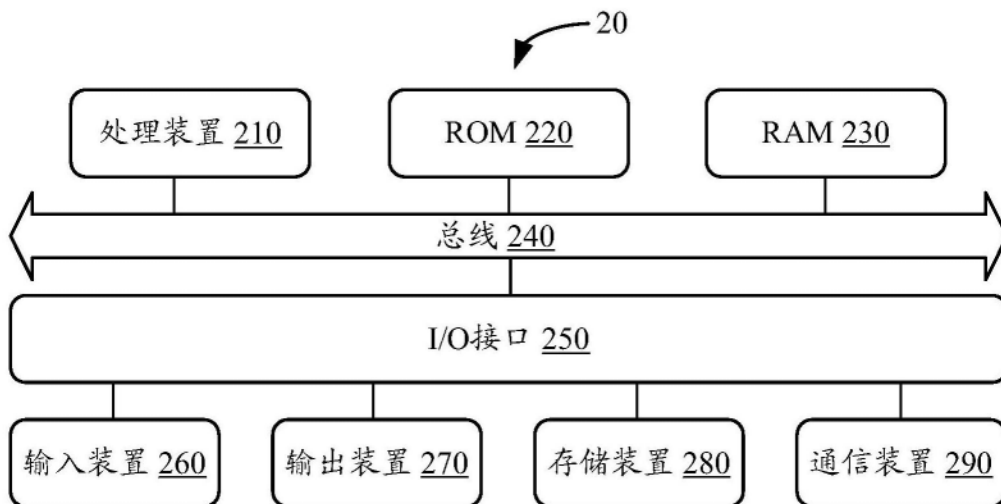 20
处理装置 210
ROM 220
RAM 230
总线 240
I/O接口 250
输入装置 260
输出装置 270
存储装置 280
通信装置 290